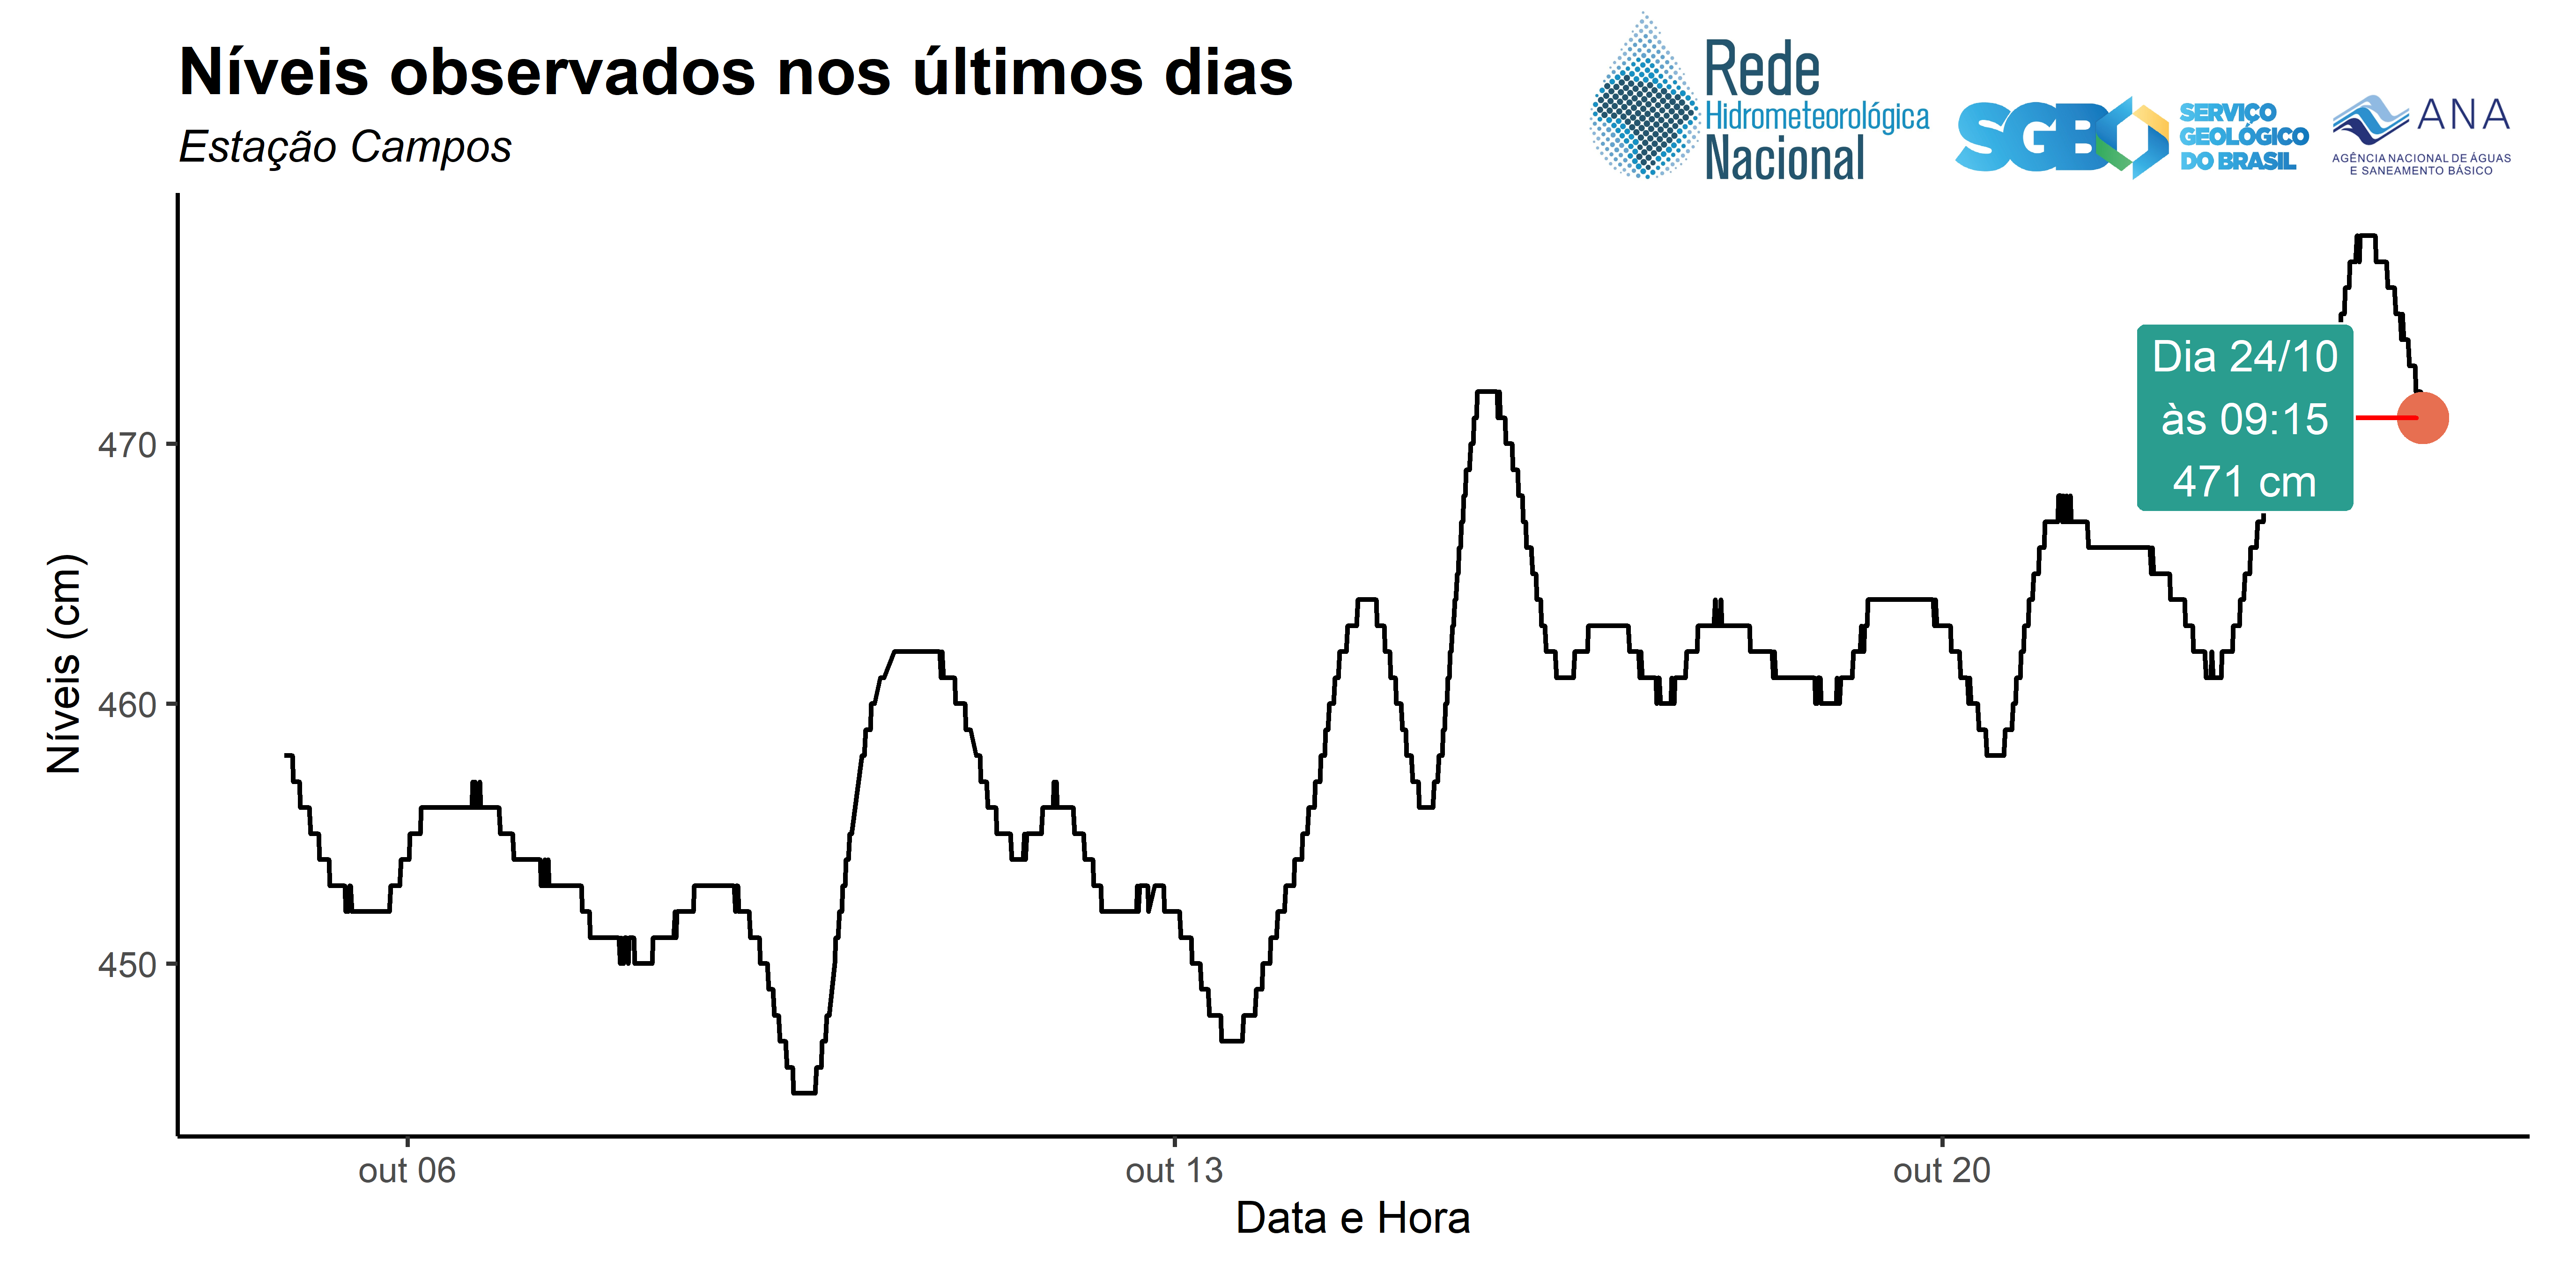 Níveis observados nos últimos dias
Estação Campos
Rede
Hidrometeorológica
Nacional
SGB
SERVIÇO
GEOLÓGICO
DO BRASIL
ANA
AGÊNCIA NACIONAL DE ÁGUAS
E SANEAMENTO BÁSICO
Níveis (cm)
470
460
450
Dia 24/10
às 09:15
471 cm
out 06
out 13
out 20
Data e Hora